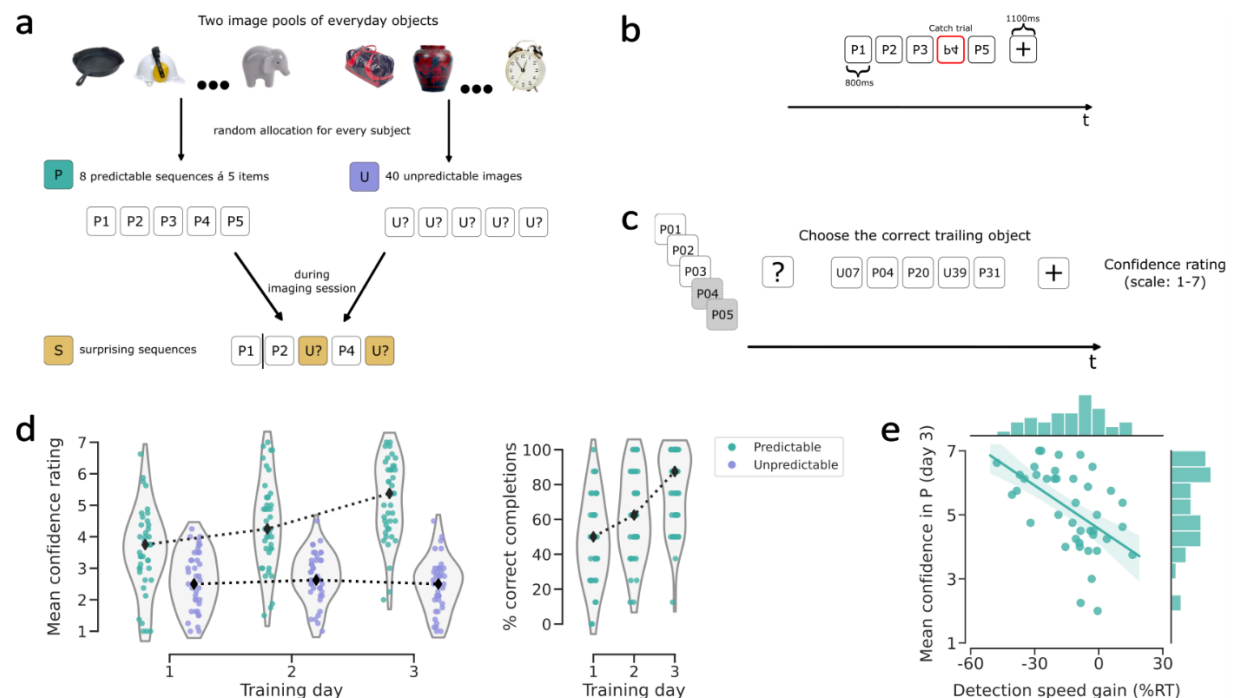 a
Two image pools of everyday objects
random allocation for every subject
P
8 predictable sequences á 5 items
U
40 unpredictable images
P1 P2 P3 P4 P5
U? U? U? U? U?
during
imaging session
S
surprising sequences
P1 P2 U? P4 U?
b
Catch trial
1100ms
P1 P2 P3 P4 P5 +
800ms
t
c
Choose the correct trailing object
P01
P02
P03
P04
P05
?
U07 P04 P20 U39 P31
+
Confidence rating
(scale: 1-7)
t
d
Mean confidence rating
7
6
5
4
3
2
1
1 2 3
Training day
% correct completions
100
80
60
40
20
0
1 2 3
Training day
Predictable
Unpredictable
e
Mean confidence in P (day 3)
7
5
3
1
-60 -30 0 30
Detection speed gain (%RT)